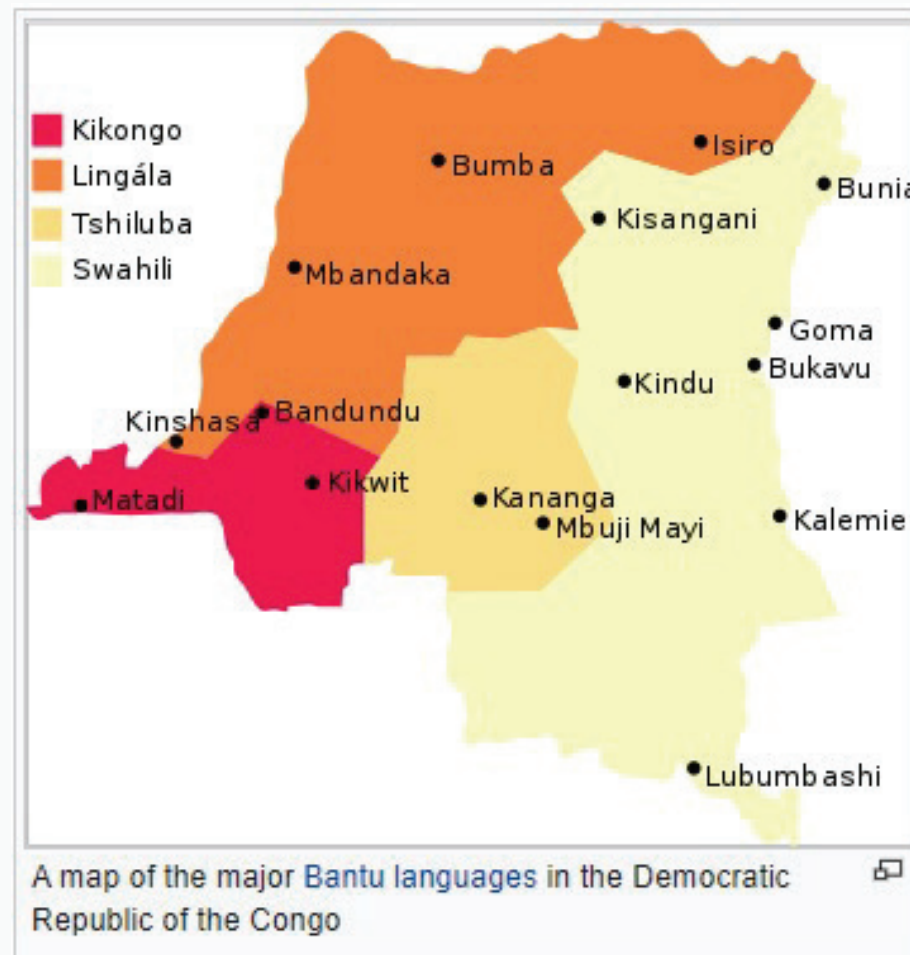 Kikongo
Lingála
Tshiluba
Swahili
Isiro
Bumba
Bunia
Kisangani
Mbandaka
Goma
Bukavu
Kindu
Bandundu
Kinshasa
Kikwit
Kananga
Matadi
Mbuji Mayi
Kalemie
Lubumbashi
A map of the major Bantu languages in the Democratic
Republic of the Congo